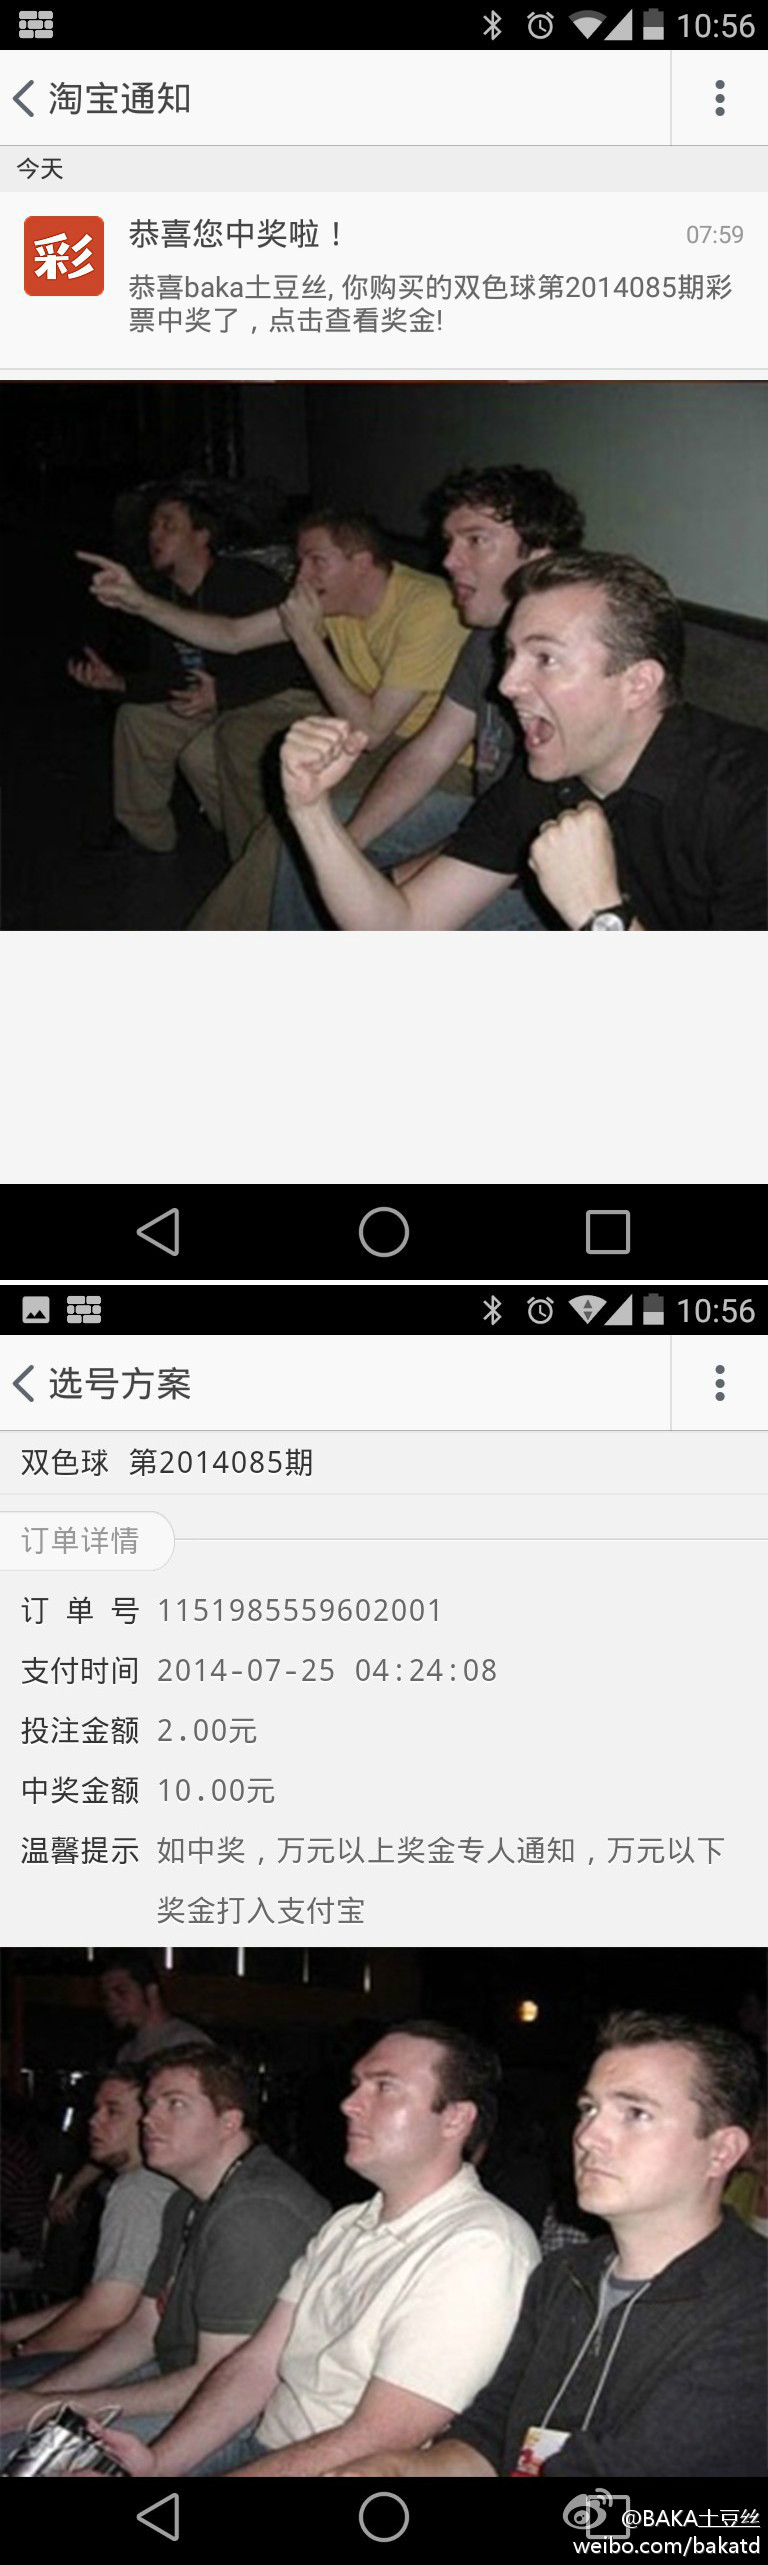 10:56
淘宝通知
今天
彩
恭喜您中奖啦！
07:59
恭喜baka土豆丝, 你购买的双色球第2014085期彩
票中奖了，点击查看奖金!
10:56
选号方案
双色球 第2014085期
订单详情
订 单 号 1151985559602001
支付时间 2014-07-25 04:24:08
投注金额 2.00元
中奖金额 10.00元
温馨提示 如中奖，万元以上奖金专人通知，万元以下
奖金打入支付宝
@BAKA土豆丝
weibo.com/bakatd